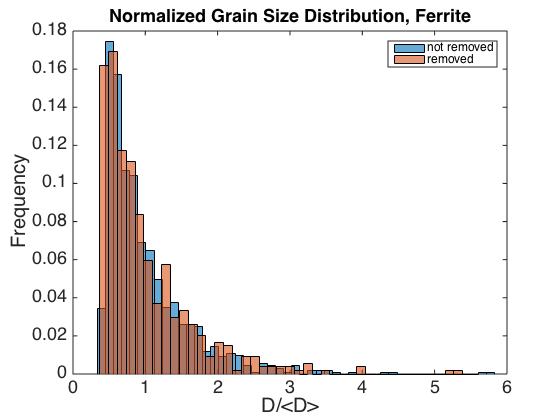 Normalized Grain Size Distribution, Ferrite
not removed
removed
Frequency
0.18
0.16
0.14
0.12
0.1
0.08
0.06
0.04
0.02
0
0 1 2 3 4 5 6
D/<D>